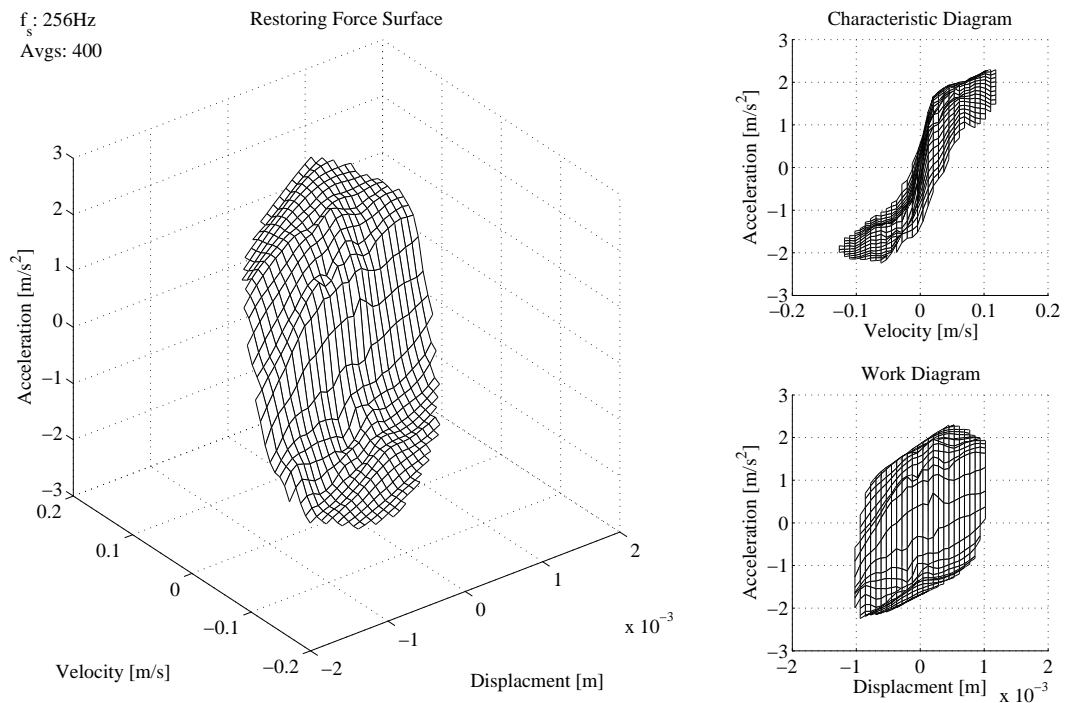 f_s: 256Hz
Avgs: 400
Restoring Force Surface
3
2
1
0
−1
−2
−3
Acceleration [m/s²]
0.2
0.1
0
−0.1
−0.2
Velocity [m/s]
−2
−1
0
1
2
x 10⁻³
Displacment [m]
Characteristic Diagram
3
2
1
0
−1
−2
−3
Acceleration [m/s²]
−0.2
−0.1
0
0.1
0.2
Velocity [m/s]
Work Diagram
3
2
1
0
−1
−2
−3
Acceleration [m/s²]
−2
−1
0
1
2
Displacment [m]
x 10⁻³